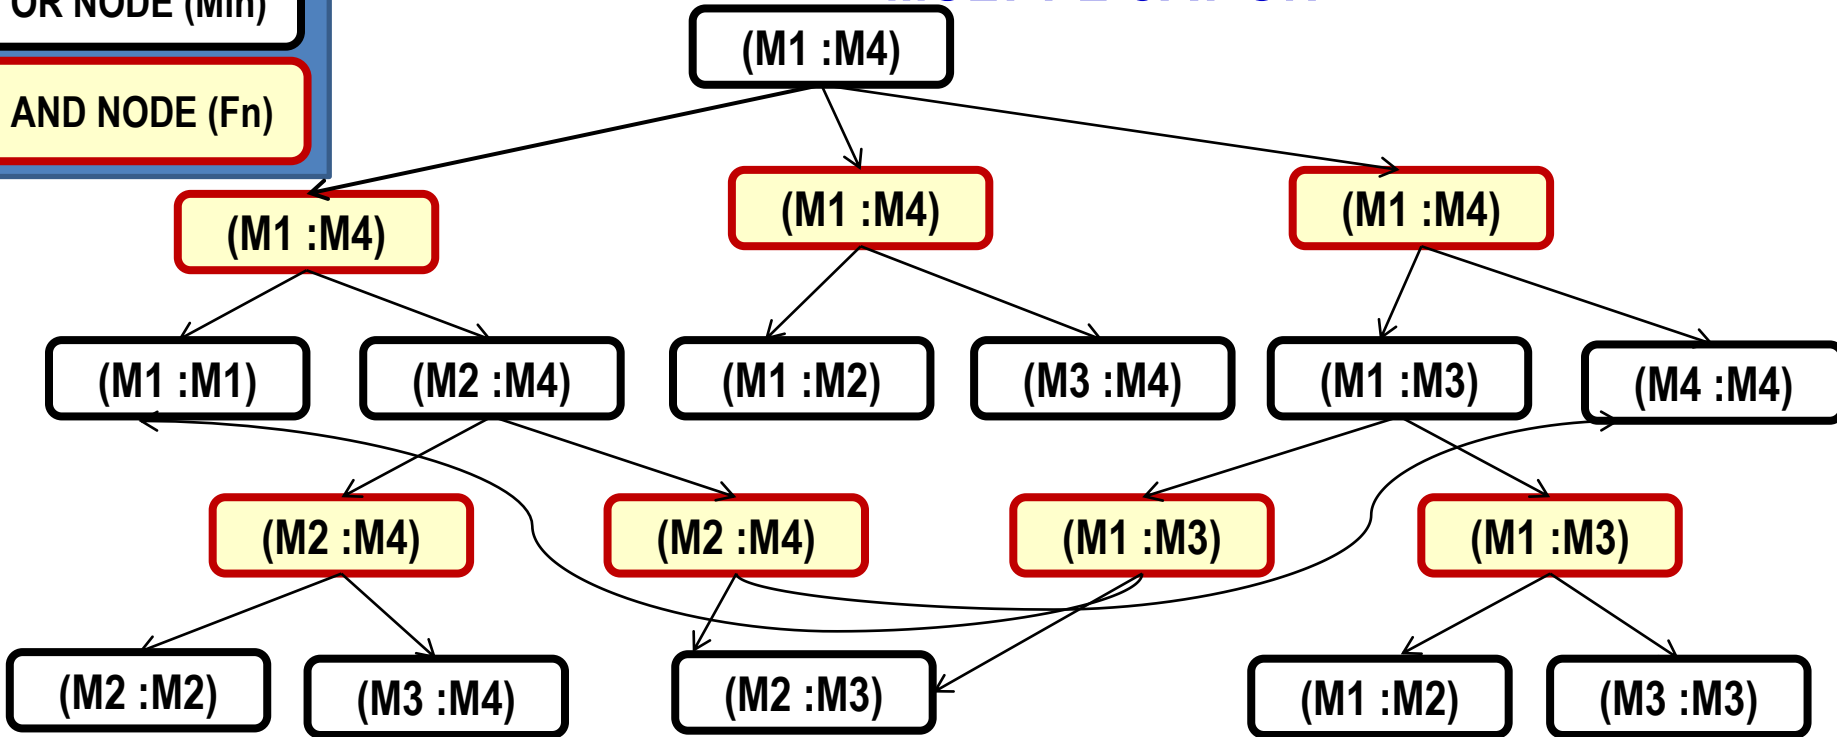 OR NODE (Min)
(M1 :M4)
AND NODE (Fn)
(M1 :M4)
(M1 :M4)
(M1 :M4)
(M1 :M1)
(M2 :M4)
(M1 :M2)
(M3 :M4)
(M1 :M3)
(M4 :M4)
(M2 :M4)
(M2 :M4)
(M1 :M3)
(M1 :M3)
(M2 :M2)
(M3 :M4)
(M2 :M3)
(M1 :M2)
(M3 :M3)